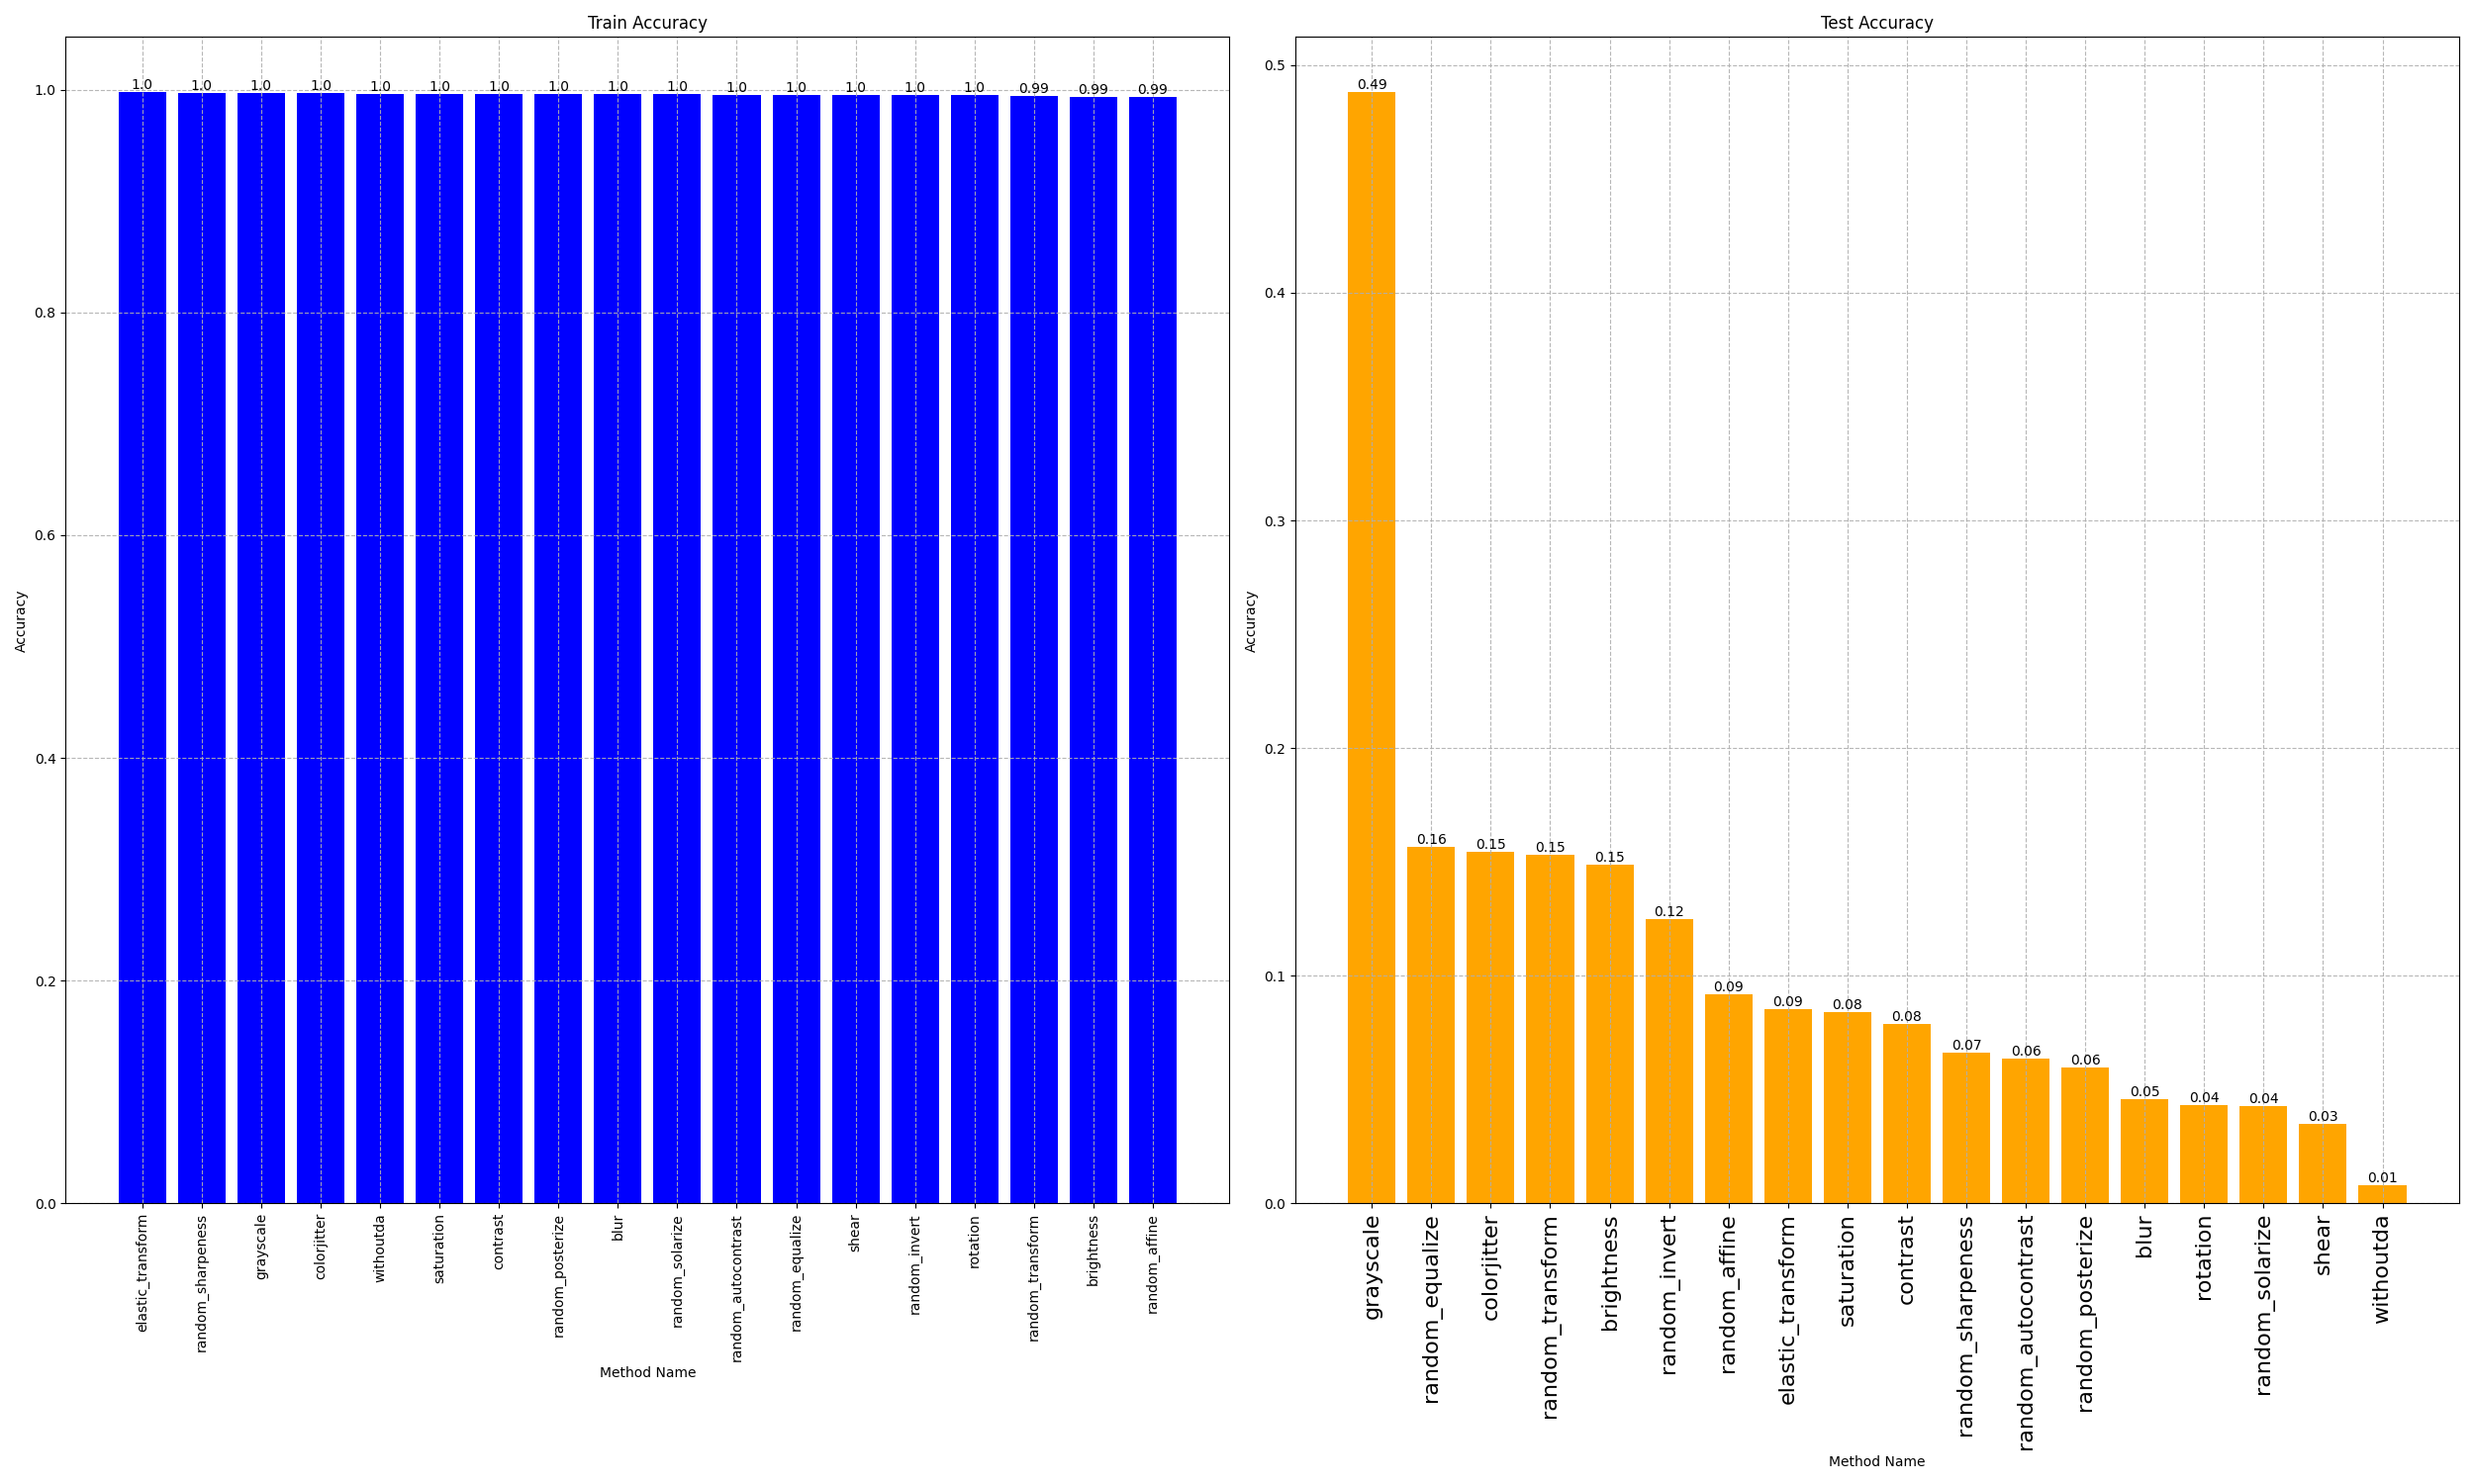 Train Accuracy
Accuracy
1.0
0.8
0.6
0.4
0.2
0.0
1.0 1.0 1.0 1.0 1.0 1.0 1.0 1.0 1.0 1.0 1.0 1.0 1.0 1.0 1.0 0.99 0.99 0.99
elastic_transform
random_sharpeness
grayscale
colorjitter
withoutda
saturation
contrast
random_posterize
blur
random_solarize
random_autocontrast
random_equalize
shear
random_invert
rotation
random_transform
brightness
random_affine
Method Name
Test Accuracy
Accuracy
0.5
0.4
0.3
0.2
0.1
0.0
0.49
0.16
0.15
0.15
0.15
0.12
0.09
0.09
0.08
0.08
0.07
0.06
0.06
0.05
0.04
0.04
0.03
0.01
grayscale
random_equalize
colorjitter
random_transform
brightness
random_invert
random_affine
elastic_transform
saturation
contrast
random_sharpeness
random_autocontrast
random_posterize
blur
rotation
random_solarize
shear
withoutda
Method Name